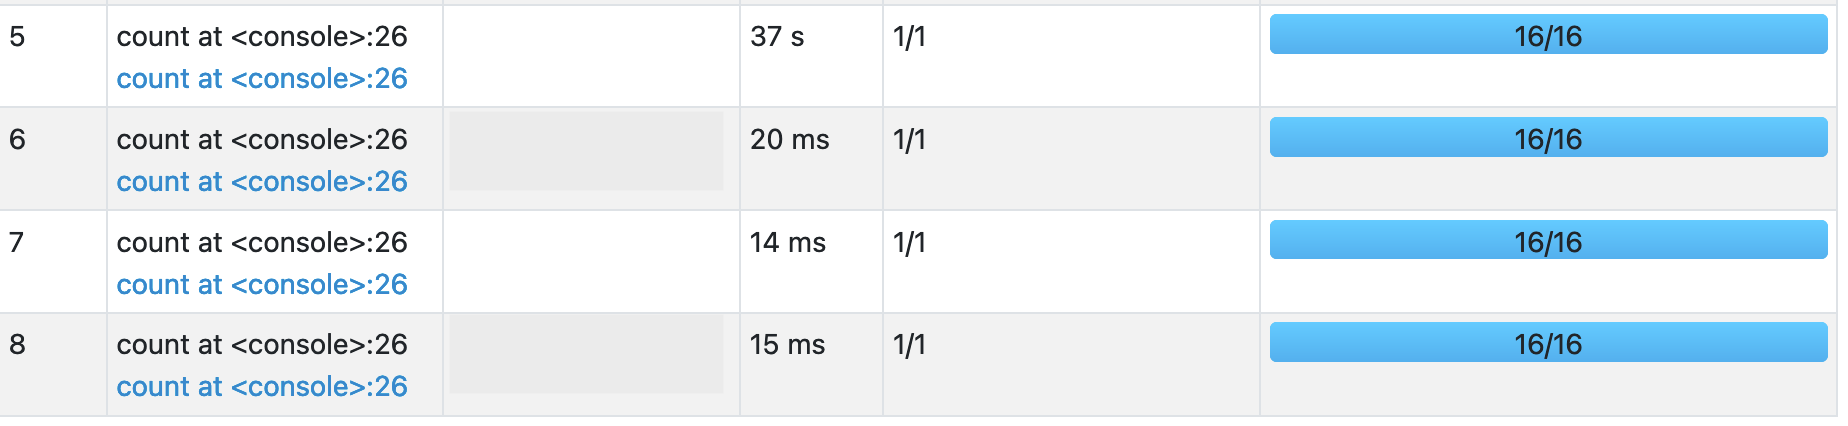 5 count at <console>:26 37 s 1/1 16/16
count at <console>:26
6 count at <console>:26 20 ms 1/1 16/16
count at <console>:26
7 count at <console>:26 14 ms 1/1 16/16
count at <console>:26
8 count at <console>:26 15 ms 1/1 16/16
count at <console>:26